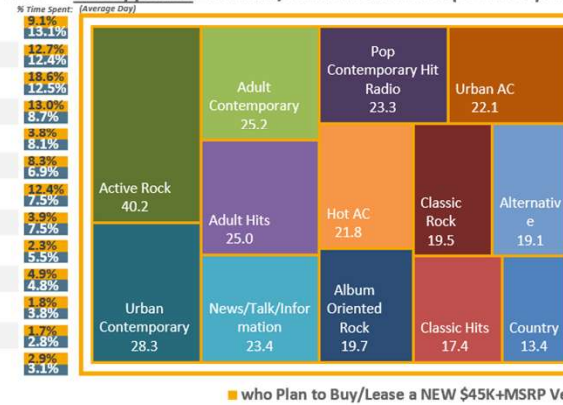 % Time Spent: (Average Day)
9.1%
13.1%
12.7%
12.4%
18.6%
12.5%
13.0%
8.7%
3.8%
8.1%
8.3%
6.9%
12.4%
7.5%
3.9%
7.5%
2.3%
5.5%
4.9%
4.8%
1.8%
3.8%
1.7%
2.8%
2.9%
3.1%
Active Rock
40.2
Urban
Contemporary
28.3
Adult
Contemporary
25.2
Adult Hits
25.0
News/Talk/Infor
mation
23.4
Pop
Contemporary Hit
Radio
23.3
Urban AC
22.1
Hot AC
21.8
Album
Oriented
Rock
19.7
Classic
Rock
19.5
Alternativ
e
19.1
Classic Hits
17.4
Country
13.4
who Plan to Buy/Lease a NEW $45K+MSRP Ve